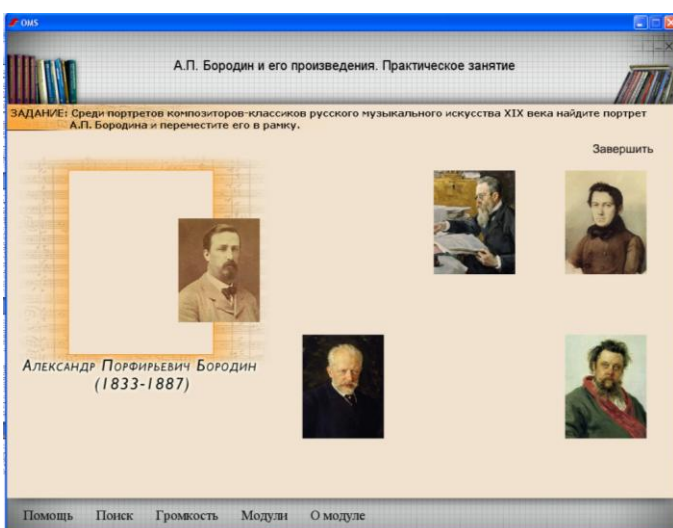 OMS
А.П. Бородин и его произведения. Практическое занятие
ЗАДАНИЕ: Среди портретов композиторов-классиков русского музыкального искусства XIX века найдите портрет
А.П. Бородина и переместите его в рамку.
Завершить
Александр Порфирьевич Бородин
(1833-1887)
Помощь Поиск Громкость Модули О модуле